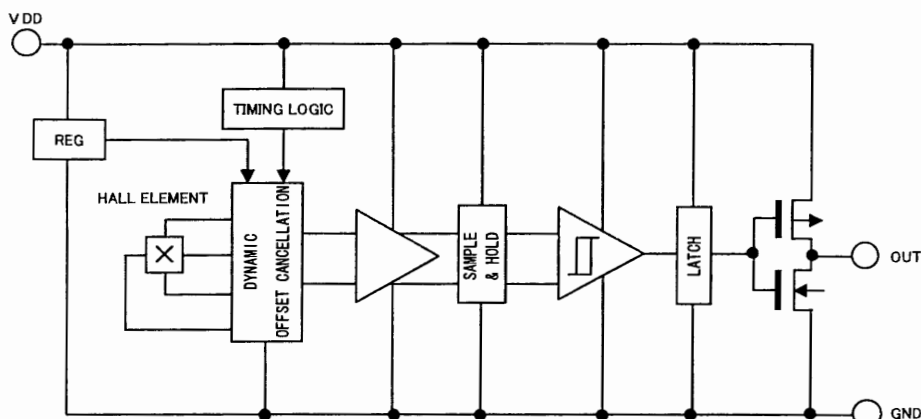 VDD
TIMING LOGIC
REG
HALL ELEMENT
DYNAMIC
OFFSET CANCELLATION
SAMPLE
& HOLD
LATCH
OUT
GND